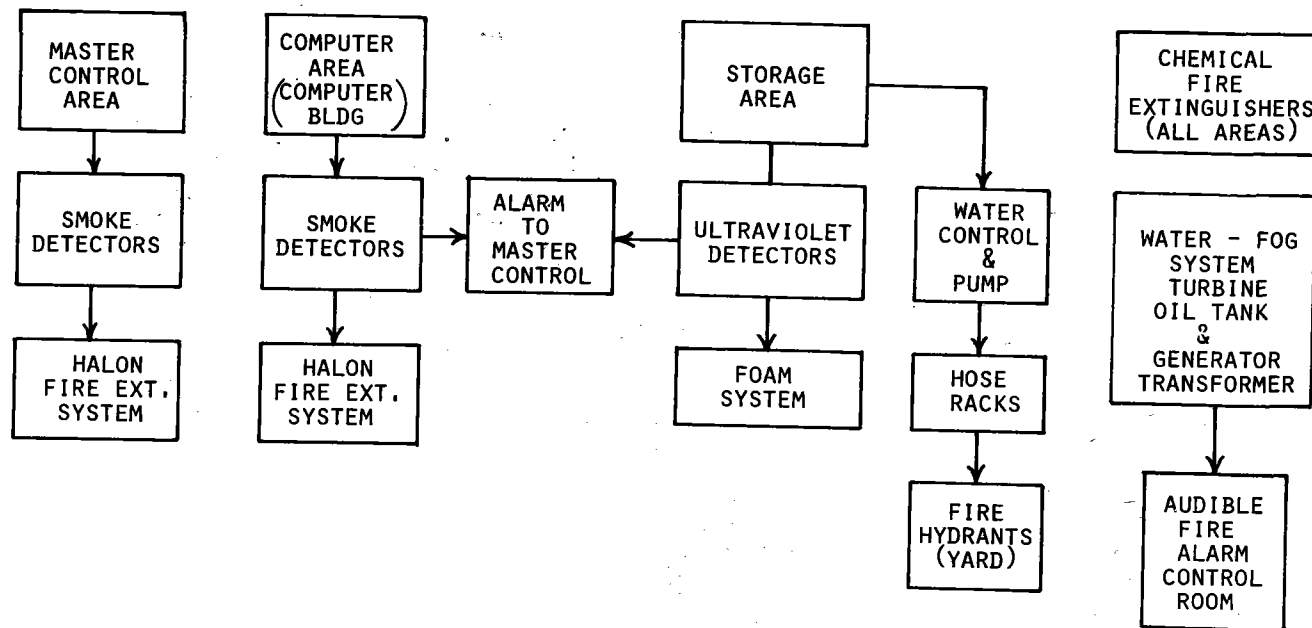 MASTER
CONTROL
AREA
COMPUTER
AREA
(COMPUTER
BLDG)
STORAGE
AREA
CHEMICAL
FIRE
EXTINGUISHERS
(ALL AREAS)
SMOKE
DETECTORS
SMOKE
DETECTORS
ALARM
TO
MASTER
CONTROL
ULTRAVIOLET
DETECTORS
WATER
CONTROL
&
PUMP
WATER - FOG
SYSTEM
TURBINE
OIL TANK
&
GENERATOR
TRANSFORMER
HALON
FIRE EXT.
SYSTEM
HALON
FIRE EXT.
SYSTEM
FOAM
SYSTEM
HOSE
RACKS
FIRE
HYDRANTS
(YARD)
AUDIBLE
FIRE
ALARM
CONTROL
ROOM